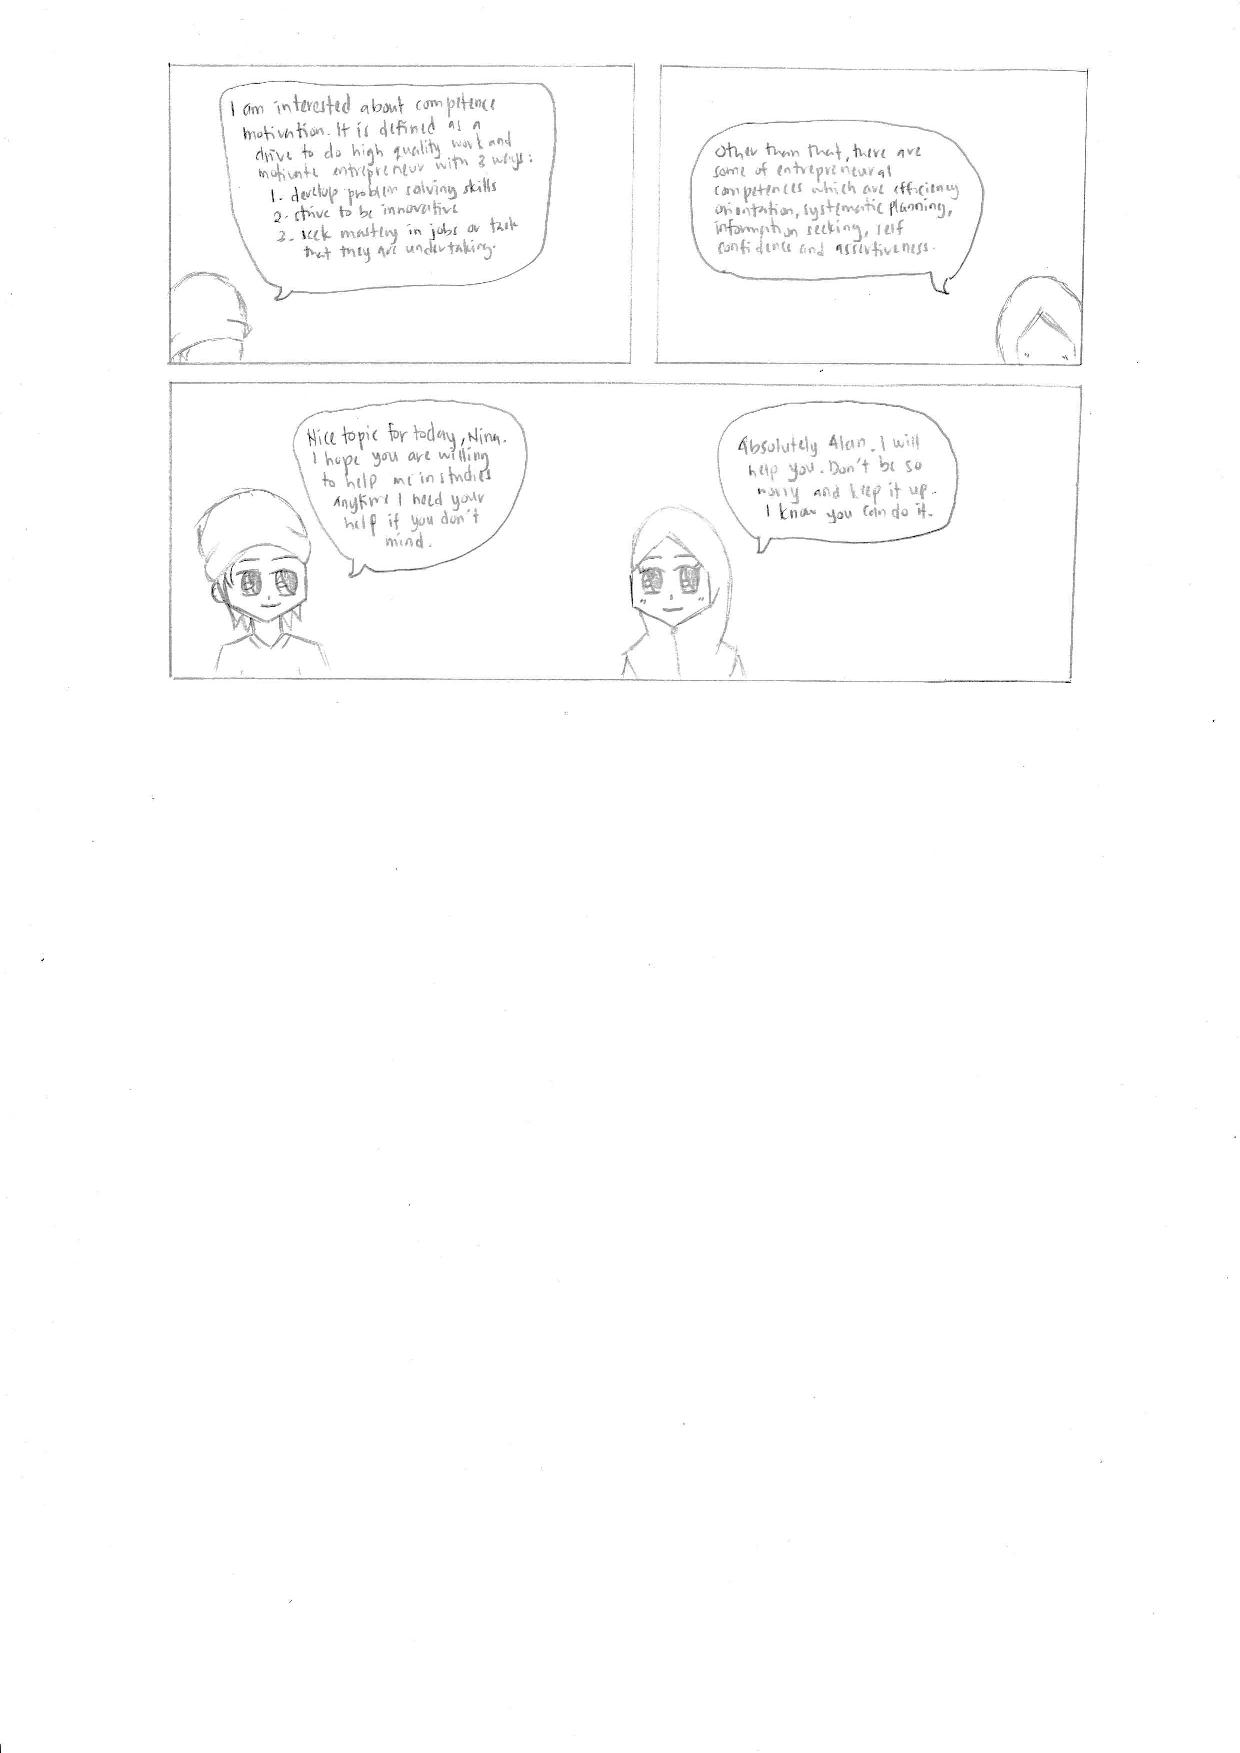 I am interested about competence
motivation. It is defined as a
drive to do high quality work and
motivate entrepreneur with 3 ways:
1. develop problem solving skills
2. strive to be innovative
3. seek mastery in jobs or task
that they are undertaking.
Other than that, there are
some of entrepreneural
competences which are efficiency
orientation, systematic planning,
information seeking, self
confidence and assertiveness.
Nice topic for today, Nina.
I hope you are willing
to help me in studies
anytime I need your
help if you don't
mind.
Absolutely Alan. I will
help you. Don't be so
worry and keep it up.
I know you can do it.